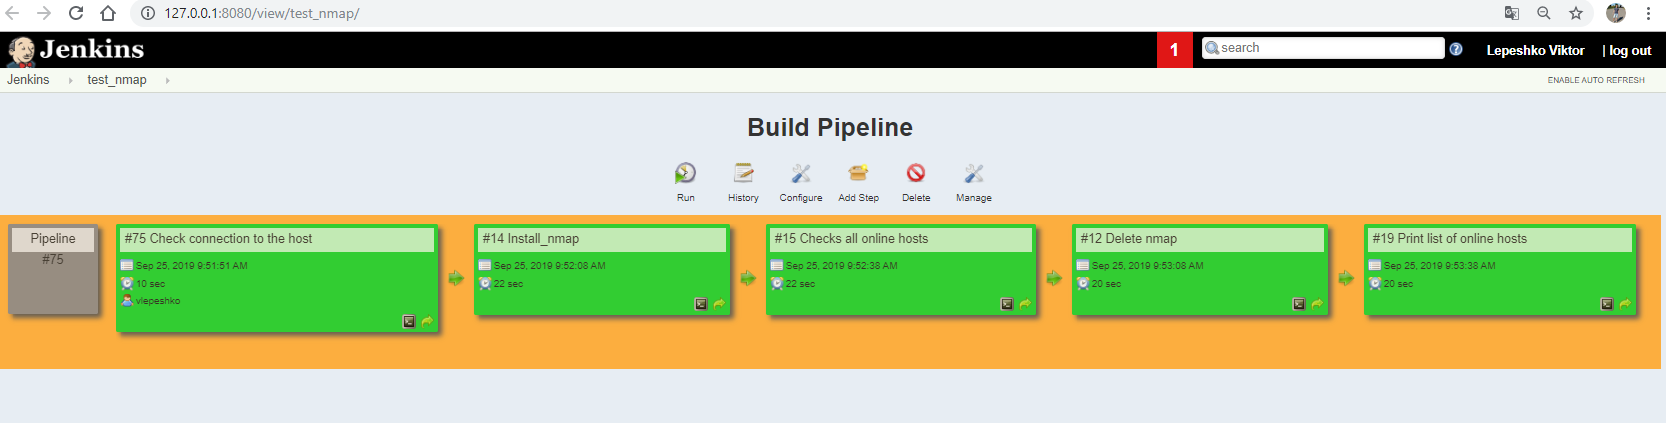 127.0.0.1:8080/view/test_nmap/
Jenkins
1
search
?
Lepeshko Viktor
| log out
Jenkins
test_nmap
ENABLE AUTO REFRESH
Build Pipeline
Run
History
Configure
Add Step
Delete
Manage
Pipeline
#75
#75 Check connection to the host
Sep 25, 2019 9:51:51 AM
10 sec
vlepeshko
#14 Install_nmap
Sep 25, 2019 9:52:08 AM
22 sec
#15 Checks all online hosts
Sep 25, 2019 9:52:38 AM
22 sec
#12 Delete nmap
Sep 25, 2019 9:53:08 AM
20 sec
#19 Print list of online hosts
Sep 25, 2019 9:53:38 AM
20 sec